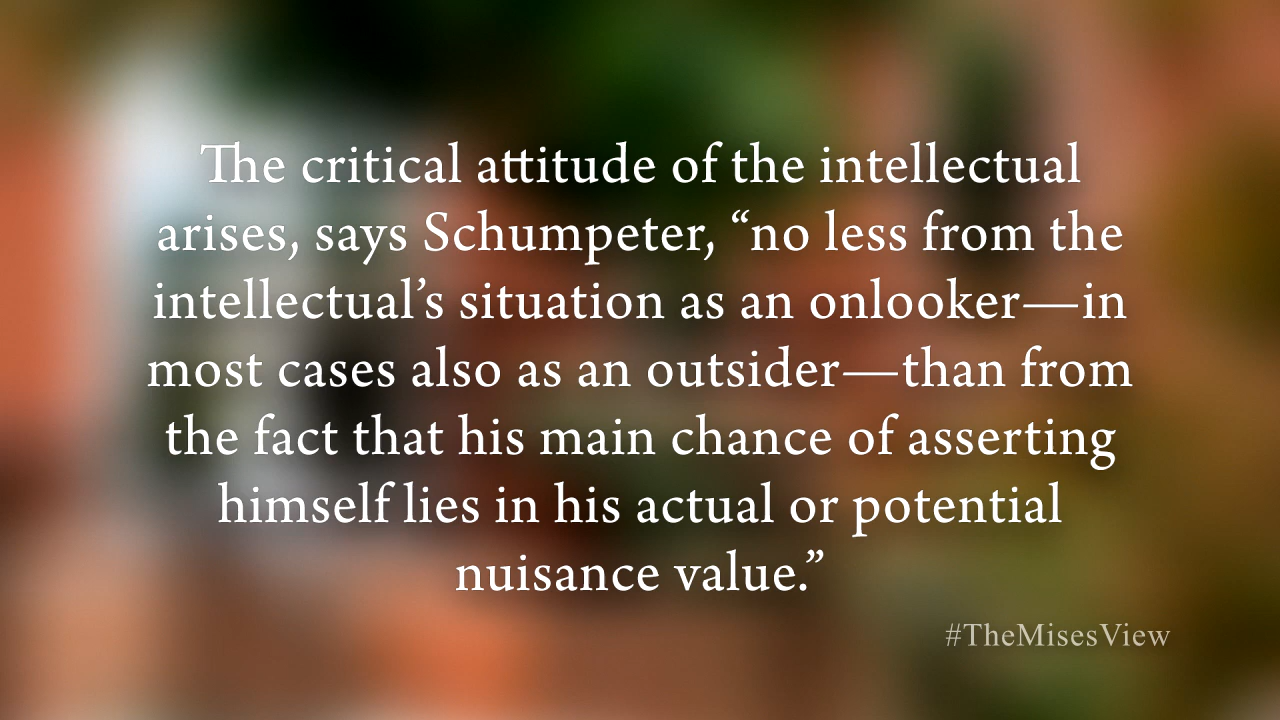 The critical attitude of the intellectual
arises, says Schumpeter, “no less from the
intellectual’s situation as an onlooker—in
most cases also as an outsider—than from
the fact that his main chance of asserting
himself lies in his actual or potential
nuisance value.”
#TheMisesView